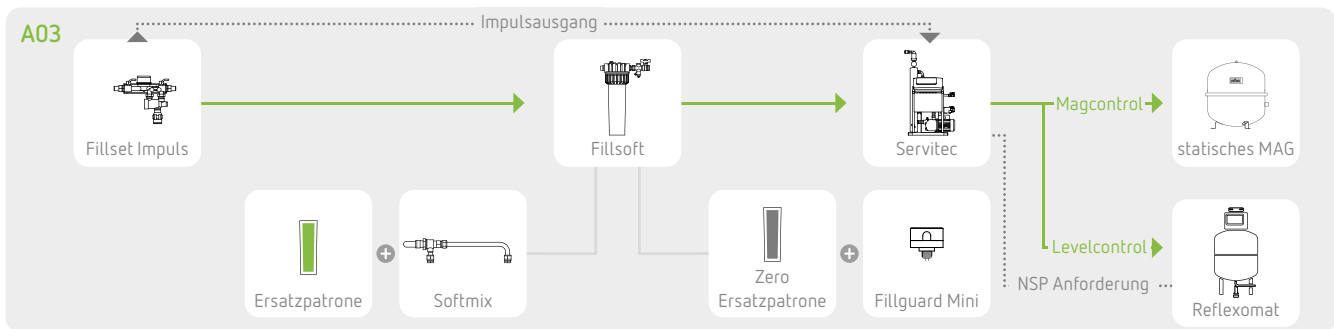 A03
Impulsausgang
Fillset Impuls
Fillsoft
Servitec
Magcontrol
statisches MAG
Ersatzpatrone
Softmix
Zero
Ersatzpatrone
Fillguard Mini
Levelcontrol
NSP Anforderung
Reflexomat